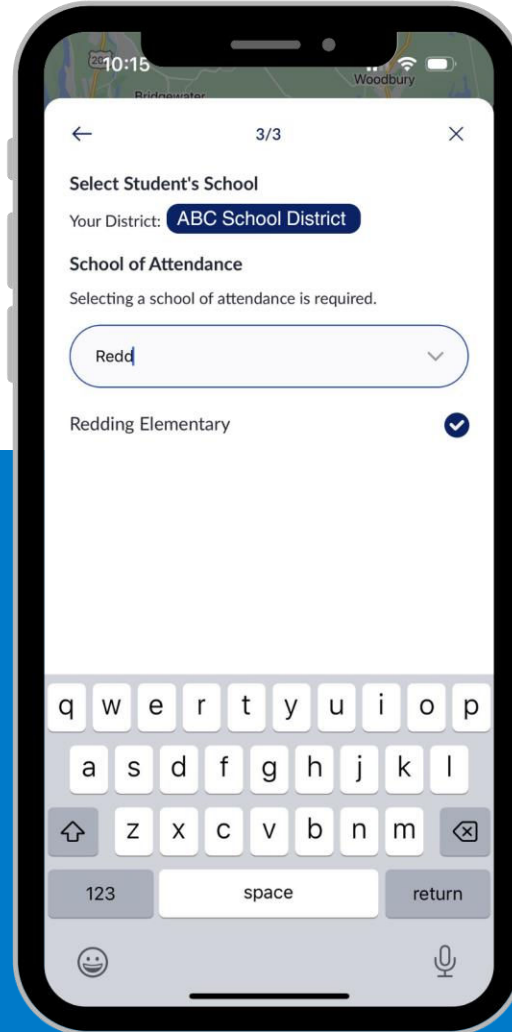 202
10:15
Woodbury
Bridgewater
3/3
Select Student's School
Your District: ABC School District
School of Attendance
Selecting a school of attendance is required.
Redd
Redding Elementary
q w e r t y u i o p
a s d f g h j k l
z x c v b n m
123 space return